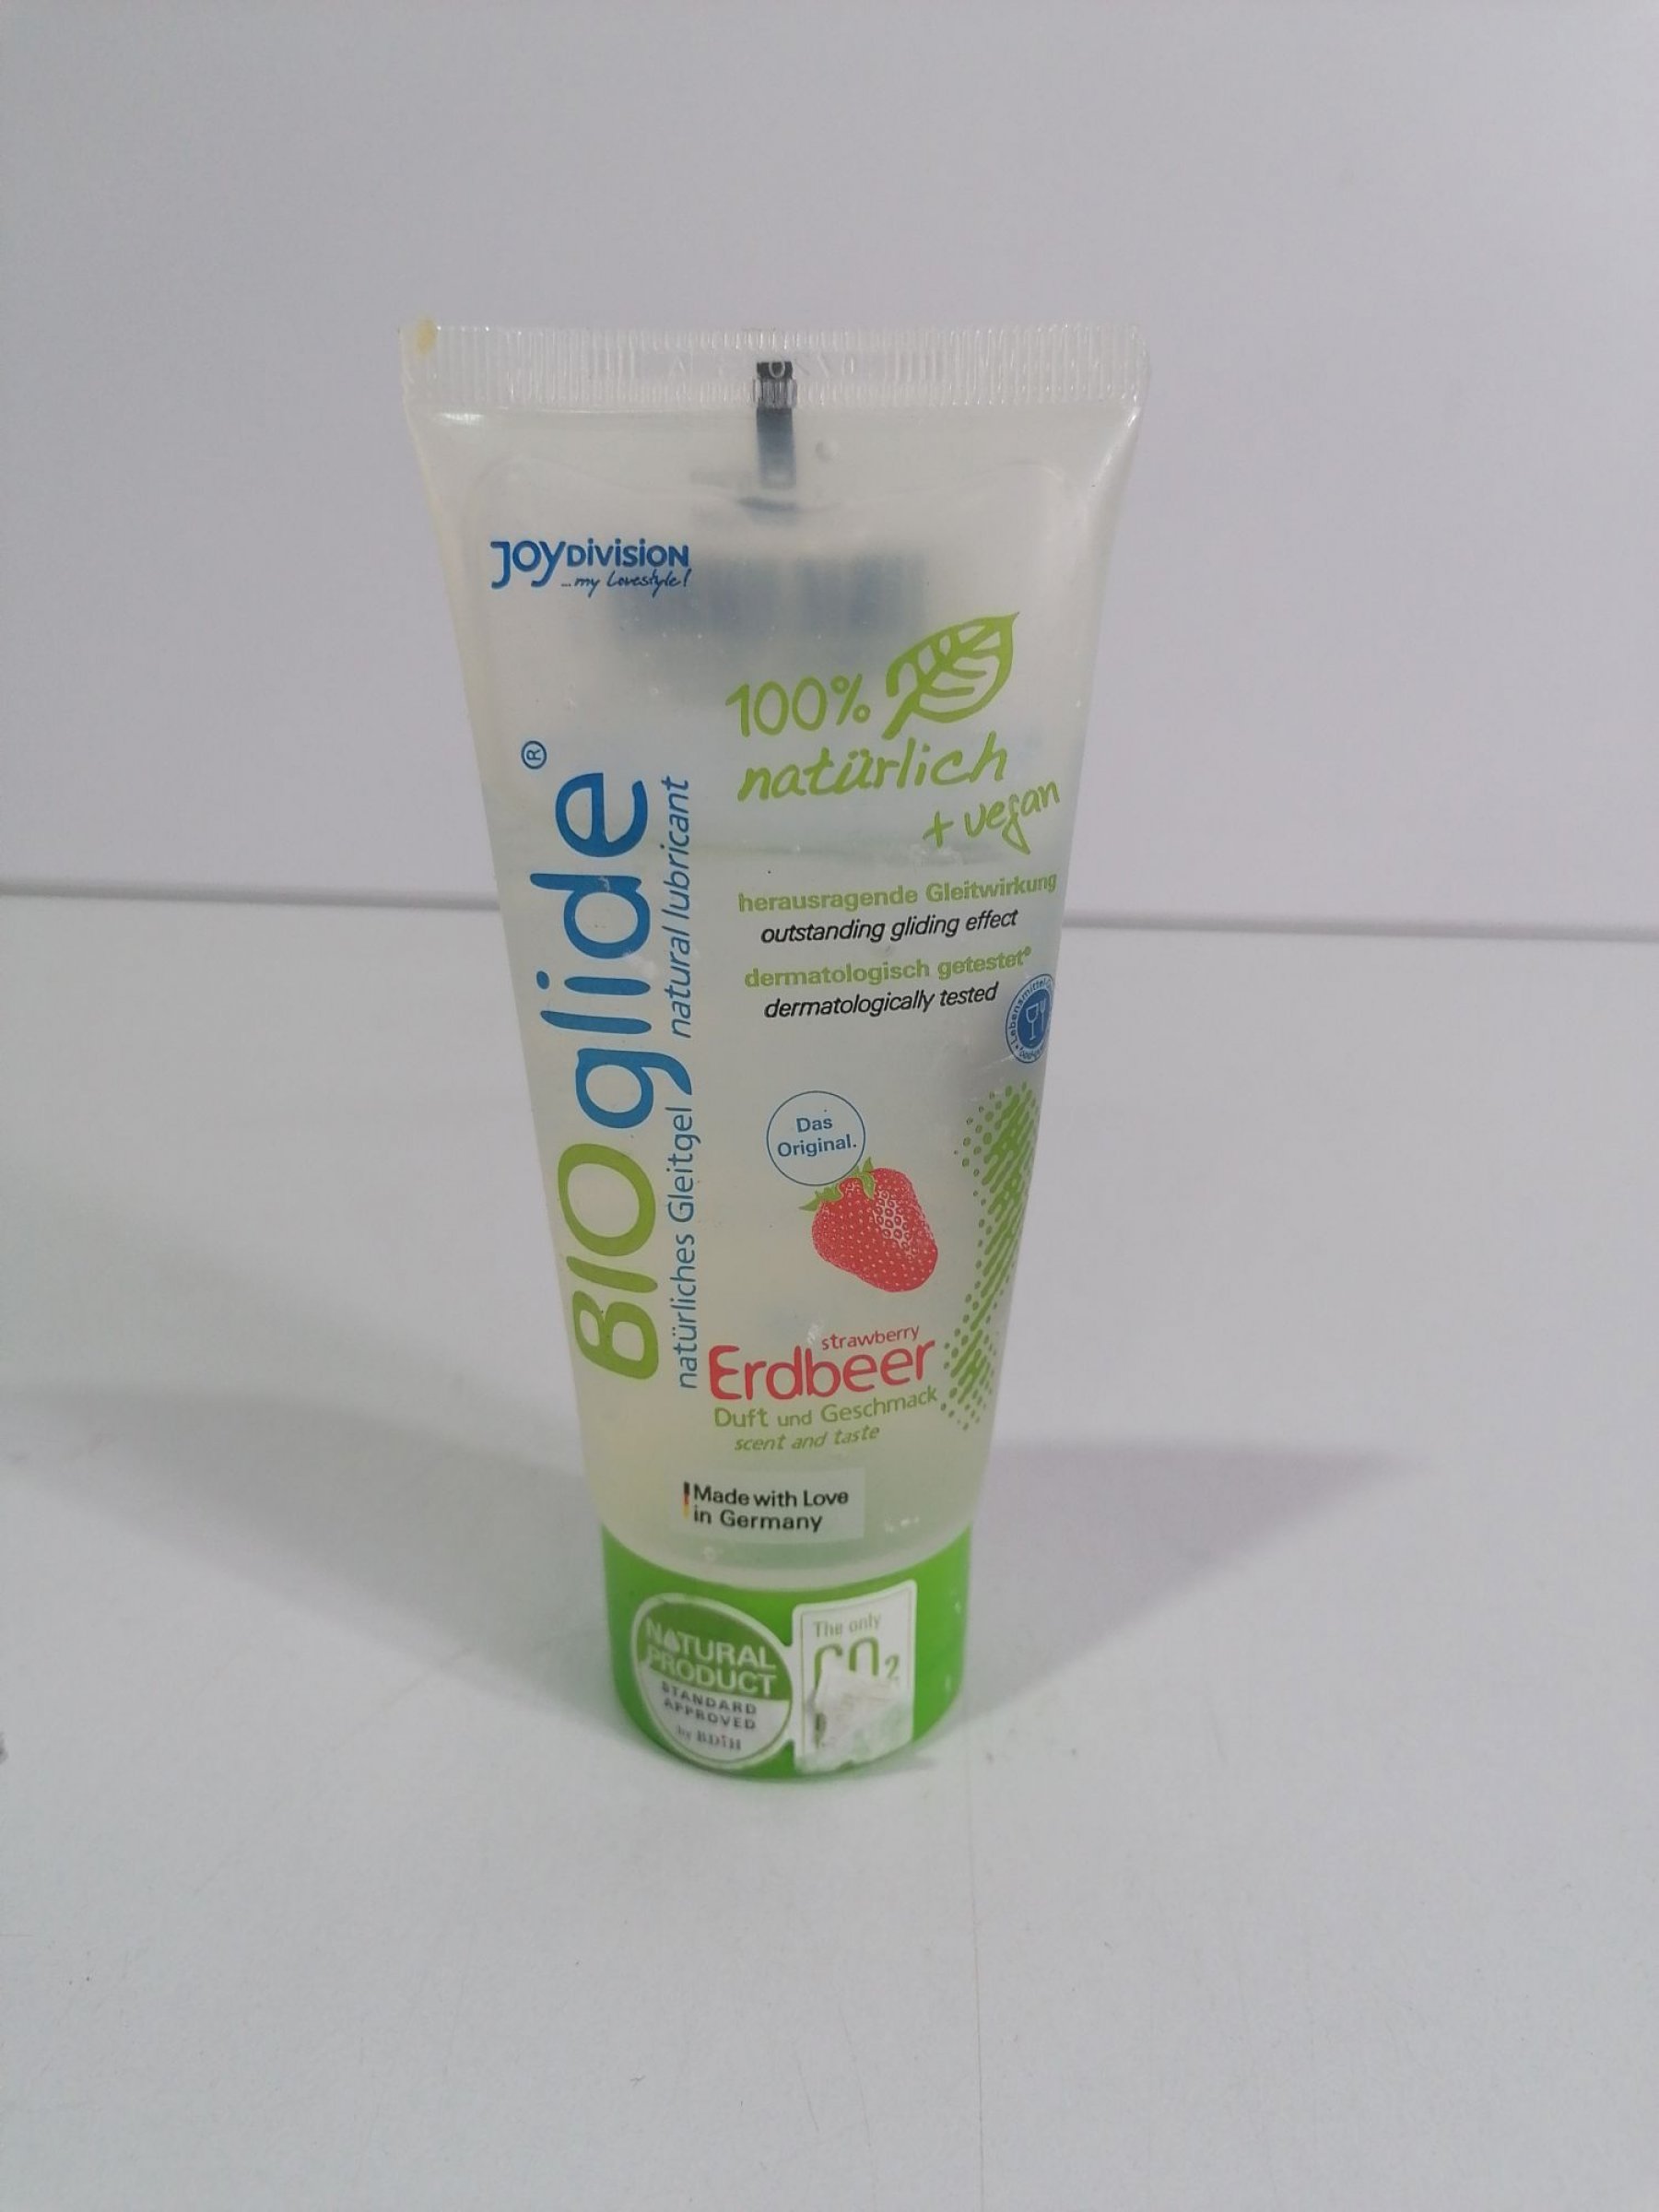 JOYDIVISION
...my Lovestyle!
100%
natürlich
+ vegan
BIOglide®
natürliches Gleitgel / natural lubricant
herausragende Gleitwirkung
outstanding gliding effect
dermatologisch getestet°
dermatologically tested
Das
Original.
strawberry
Erdbeer
Duft und Geschmack
scent and taste
Made with Love
in Germany
NATURAL
PRODUCT
STANDARD
APPROVED
by BDIH
The only
CO2